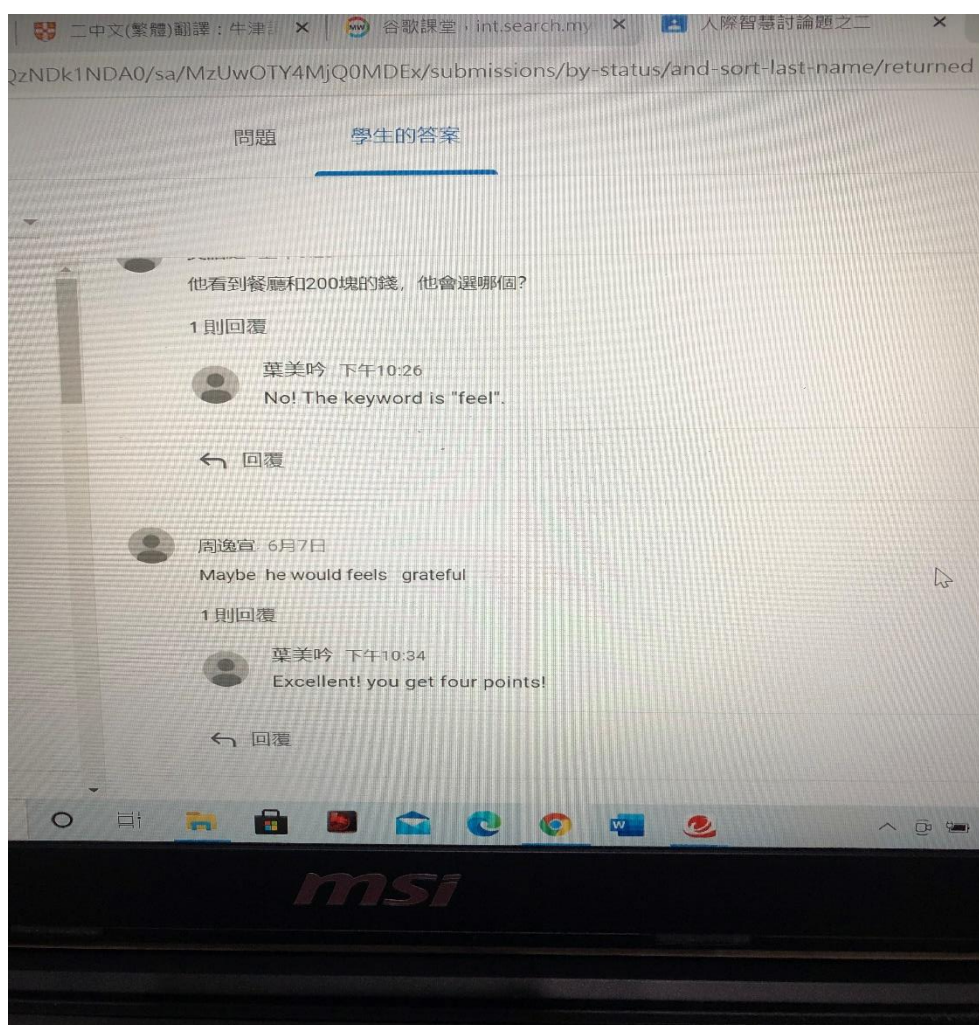 二中文(繁體)翻譯:牛津
谷歌課堂,int.search.my
人際智慧討論題之二
QzNDk1NDA0/sa/MzUwOTY4MjQ0MDEx/submissions/by-status/and-sort-last-name/returned
問題
學生的答案
他看到餐廳和200塊的錢,他會選哪個?
1 則回覆
葉美吟 下午10:26
No! The keyword is "feel".
回覆
周逸宣 6月7日
Maybe he would feels grateful
1 則回覆
葉美吟 下午10:34
Excellent! you get four points!
回覆
msi